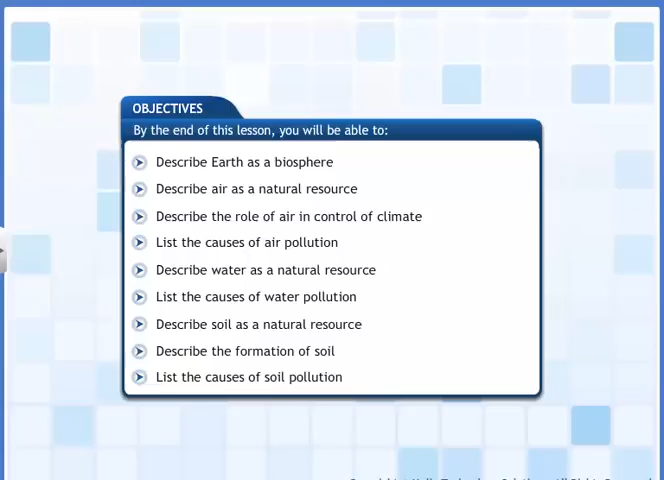 OBJECTIVES
By the end of this lesson, you will be able to:
Describe Earth as a biosphere
Describe air as a natural resource
Describe the role of air in control of climate
List the causes of air pollution
Describe water as a natural resource
List the causes of water pollution
Describe soil as a natural resource
Describe the formation of soil
List the causes of soil pollution